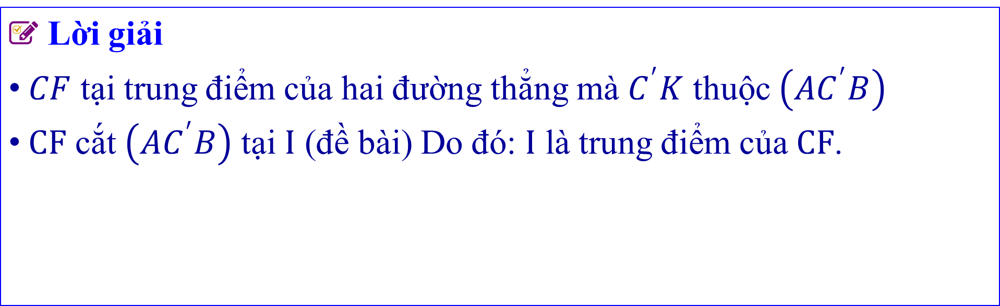 Lời giải
• CF tại trung điểm của hai đường thẳng mà C′K thuộc (AC′B)
• CF cắt (AC′B) tại I (đề bài) Do đó: I là trung điểm của CF.